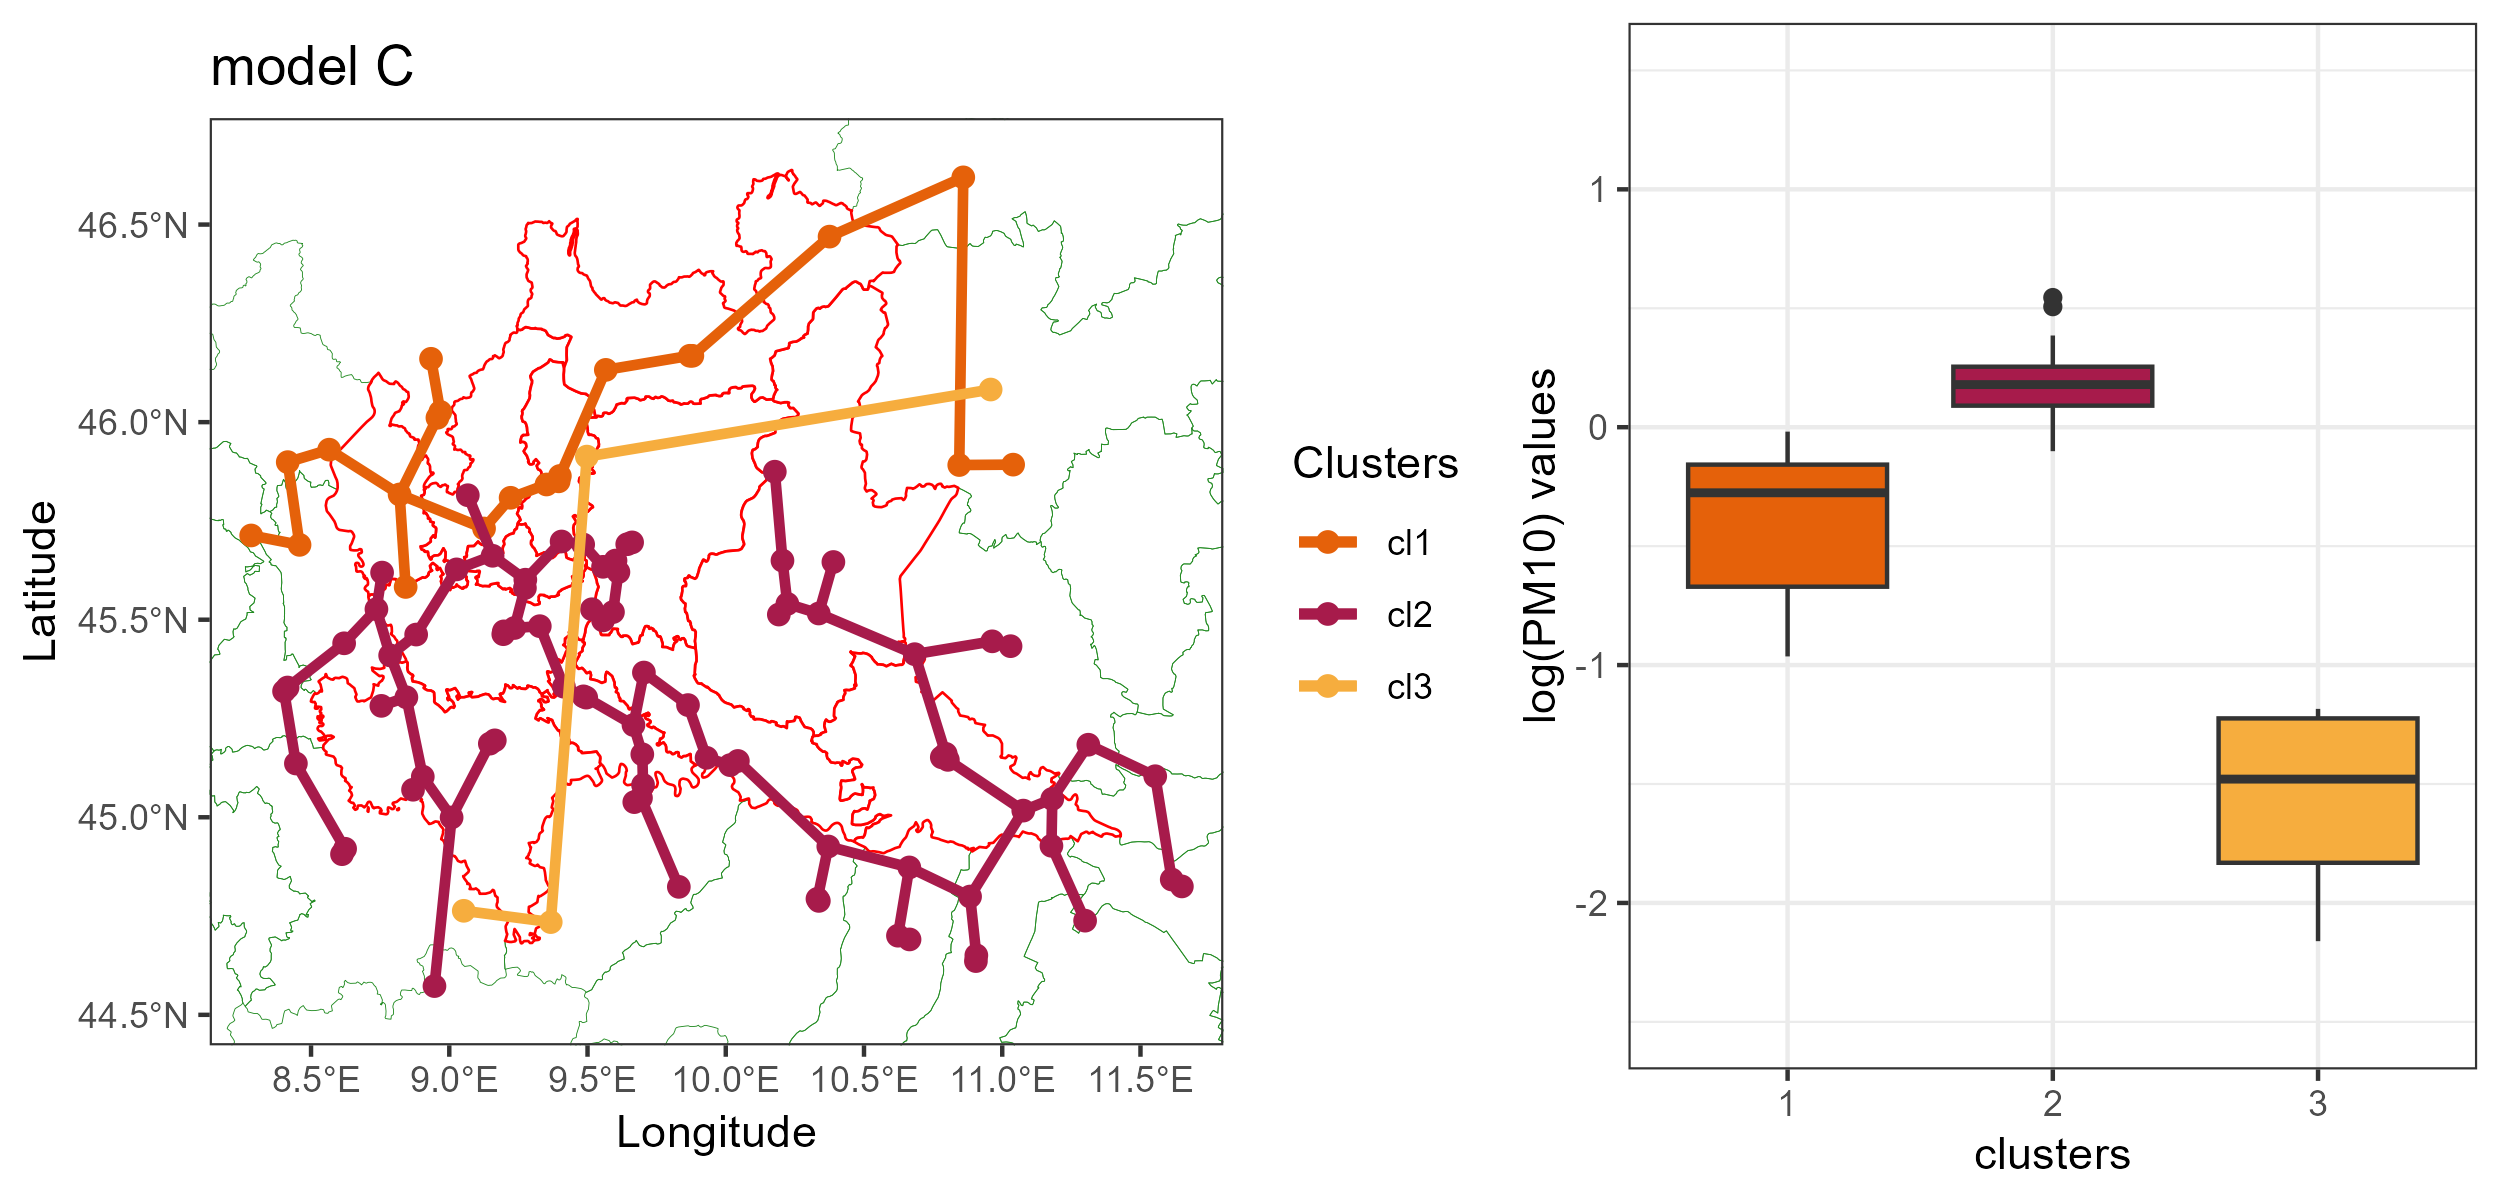 model C
46.5°N
46.0°N
45.5°N
45.0°N
44.5°N
Latitude
8.5°E
9.0°E
9.5°E
10.0°E
10.5°E
11.0°E
11.5°E
Longitude
Clusters
cl1
cl2
cl3
log(PM10) values
1
0
-1
-2
1
2
3
clusters